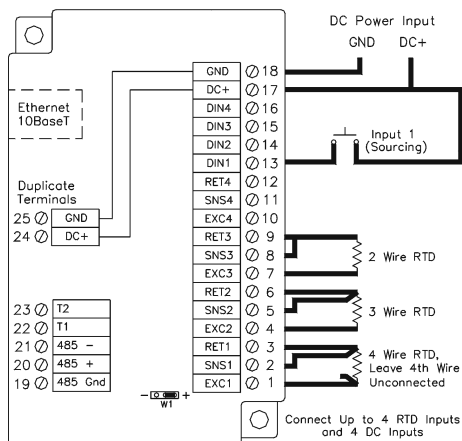 DC Power Input
GND DC+
GND 18
DC+ 17
DIN4 16
DIN3 15
DIN2 14
DIN1 13
RET4 12
SNS4 11
EXC4 10
RET3 9
SNS3 8
EXC3 7
RET2 6
SNS2 5
EXC2 4
RET1 3
SNS1 2
EXC1 1
Ethernet
10BaseT
Input 1
(Sourcing)
Duplicate
Terminals
25 GND
24 DC+
2 Wire RTD
3 Wire RTD
23 T2
22 T1
21 485 -
20 485 +
19 485 Gnd
4 Wire RTD,
Leave 4th Wire
Unconnected
- +
W1
Connect Up to 4 RTD Inputs
and 4 DC Inputs